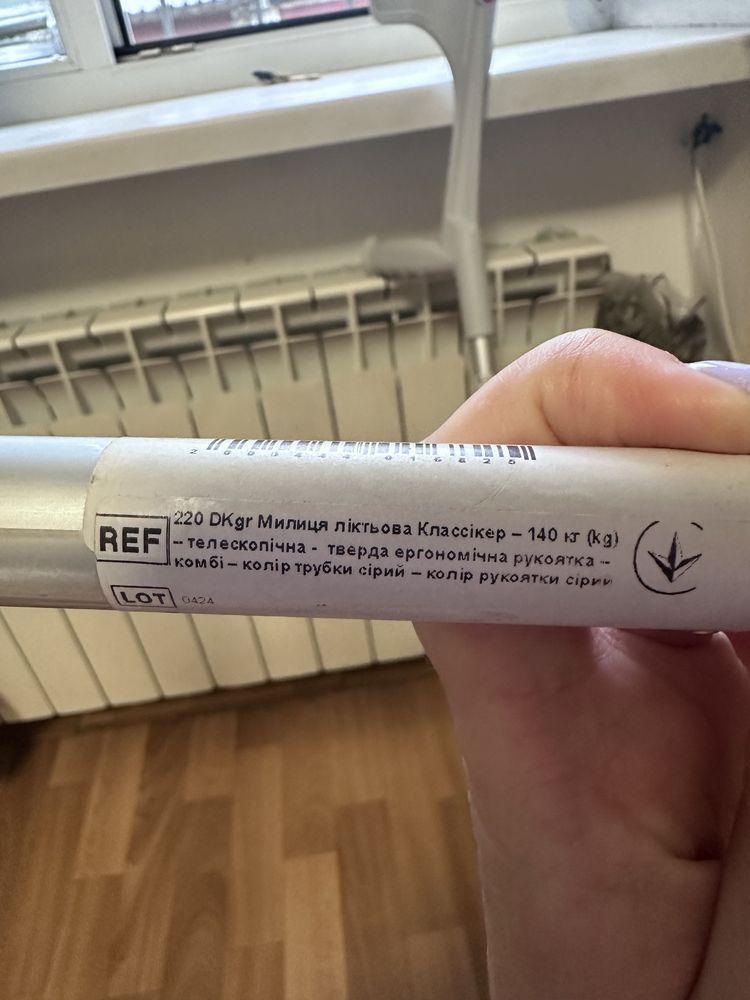 REF
220 DKgr Милиця ліктьова Классікер – 140 кг (kg)
– телескопічна - тверда ергономічна рукоятка –
комбі – колір трубки сірий – колір рукоятки сірий
LOT 0424